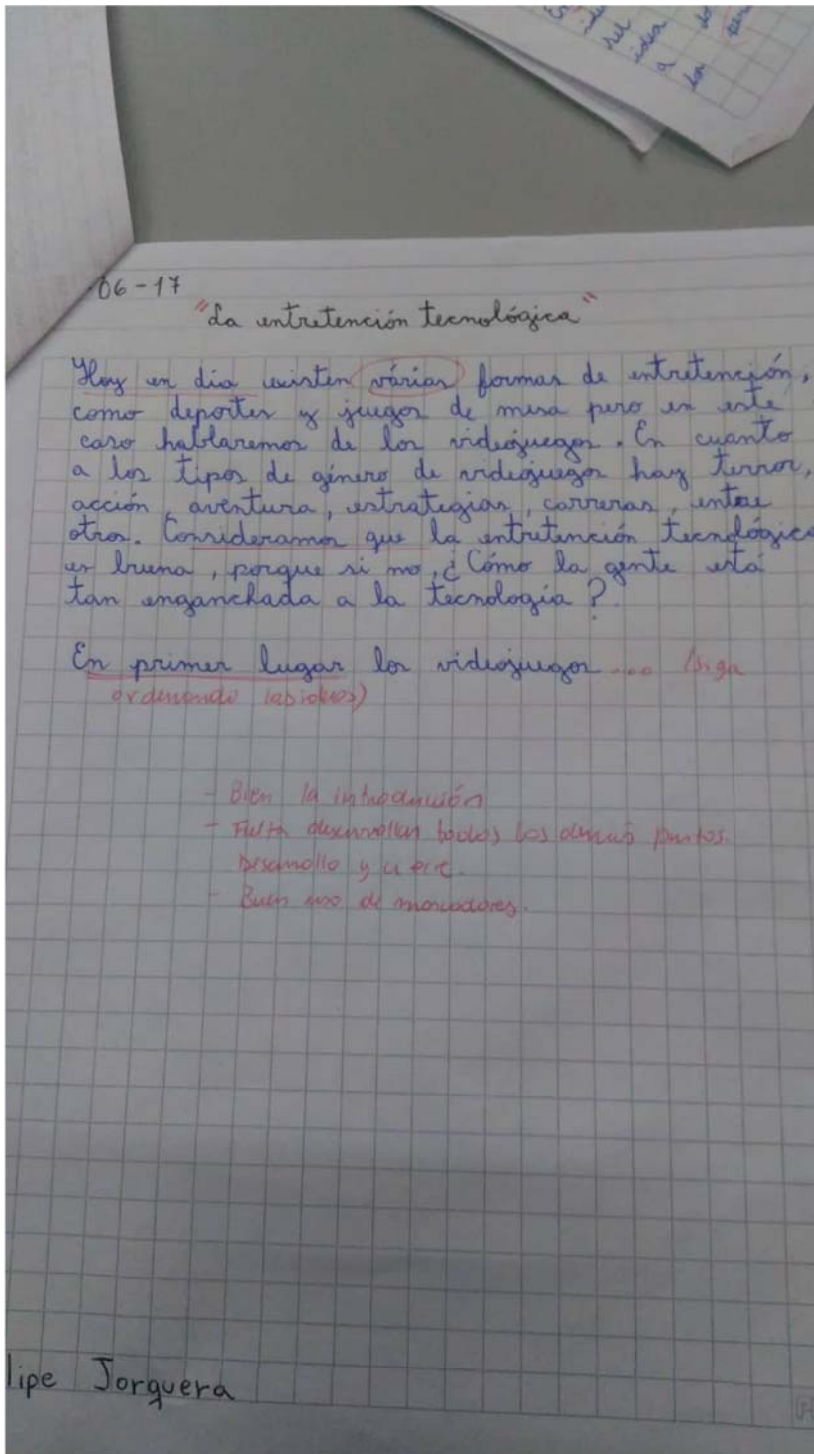 06-17
"La entretención tecnológica"
Hoy en día existen várias formas de entretención,
como deportes y juegos de mesa pero en este
caso hablaremos de los videojuegos. En cuanto
a los tipos de género de videojuegos hay terror,
acción, aventura, estrategias, carreras, entre
otros. Consideramos que la entretención tecnológica
es buena, porque si no, ¿Cómo la gente está
tan enganchada a la tecnología?
En primer lugar los videojuegos ... (siga
ordenando las ideas)
- Bien la introducción
- Falta desarrollar todos los demás puntos.
Desarrollo y cierre.
- Buen uso de marcadores.
lipe Jorquera